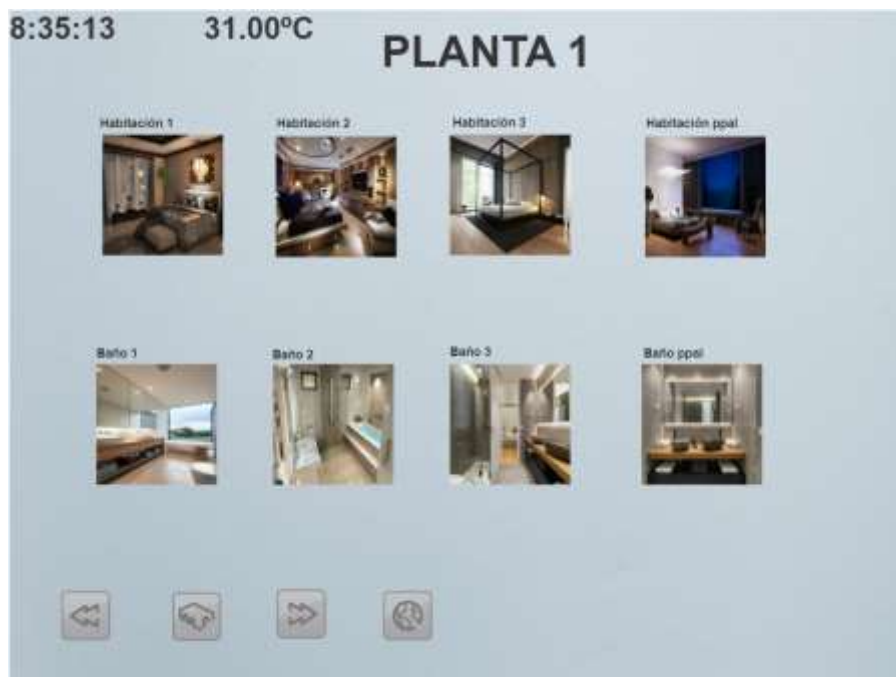 8:35:13 31.00ºC
PLANTA 1
Habitación 1
Habitación 2
Habitación 3
Habitación ppal
Baño 1
Baño 2
Baño 3
Baño ppal